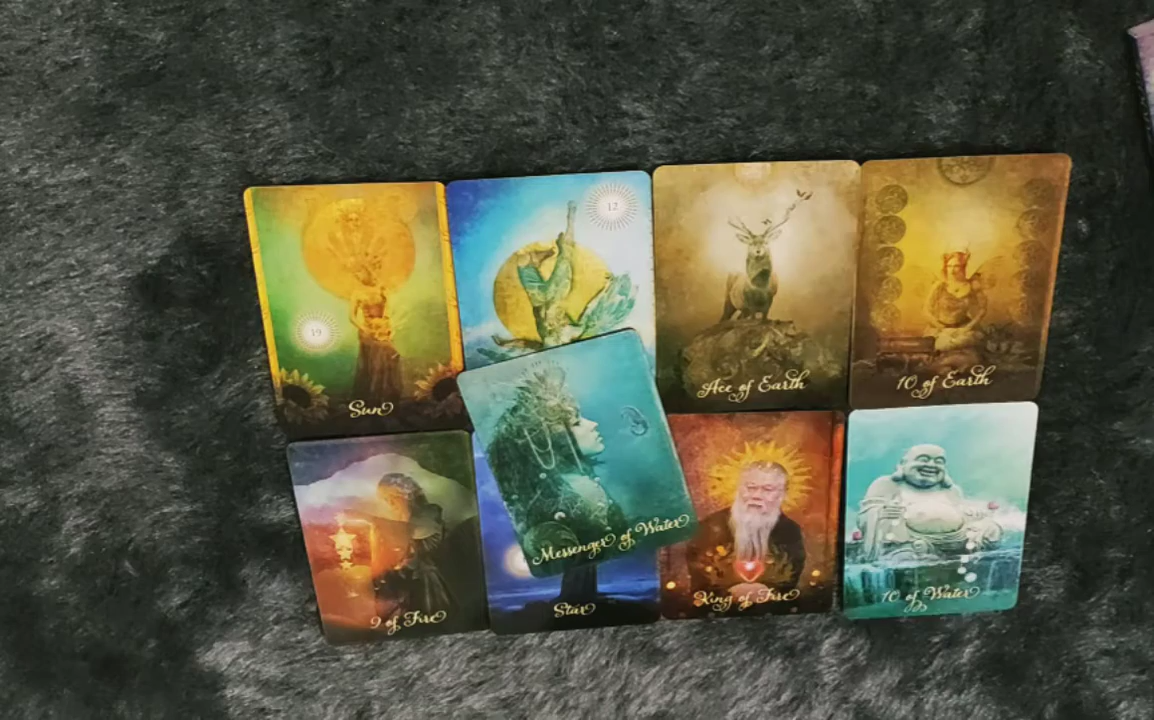 12
19
Sun
Ace of Earth
10 of Earth
Messenger of Water
9 of Fire
Star
King of Fire
10 of Water